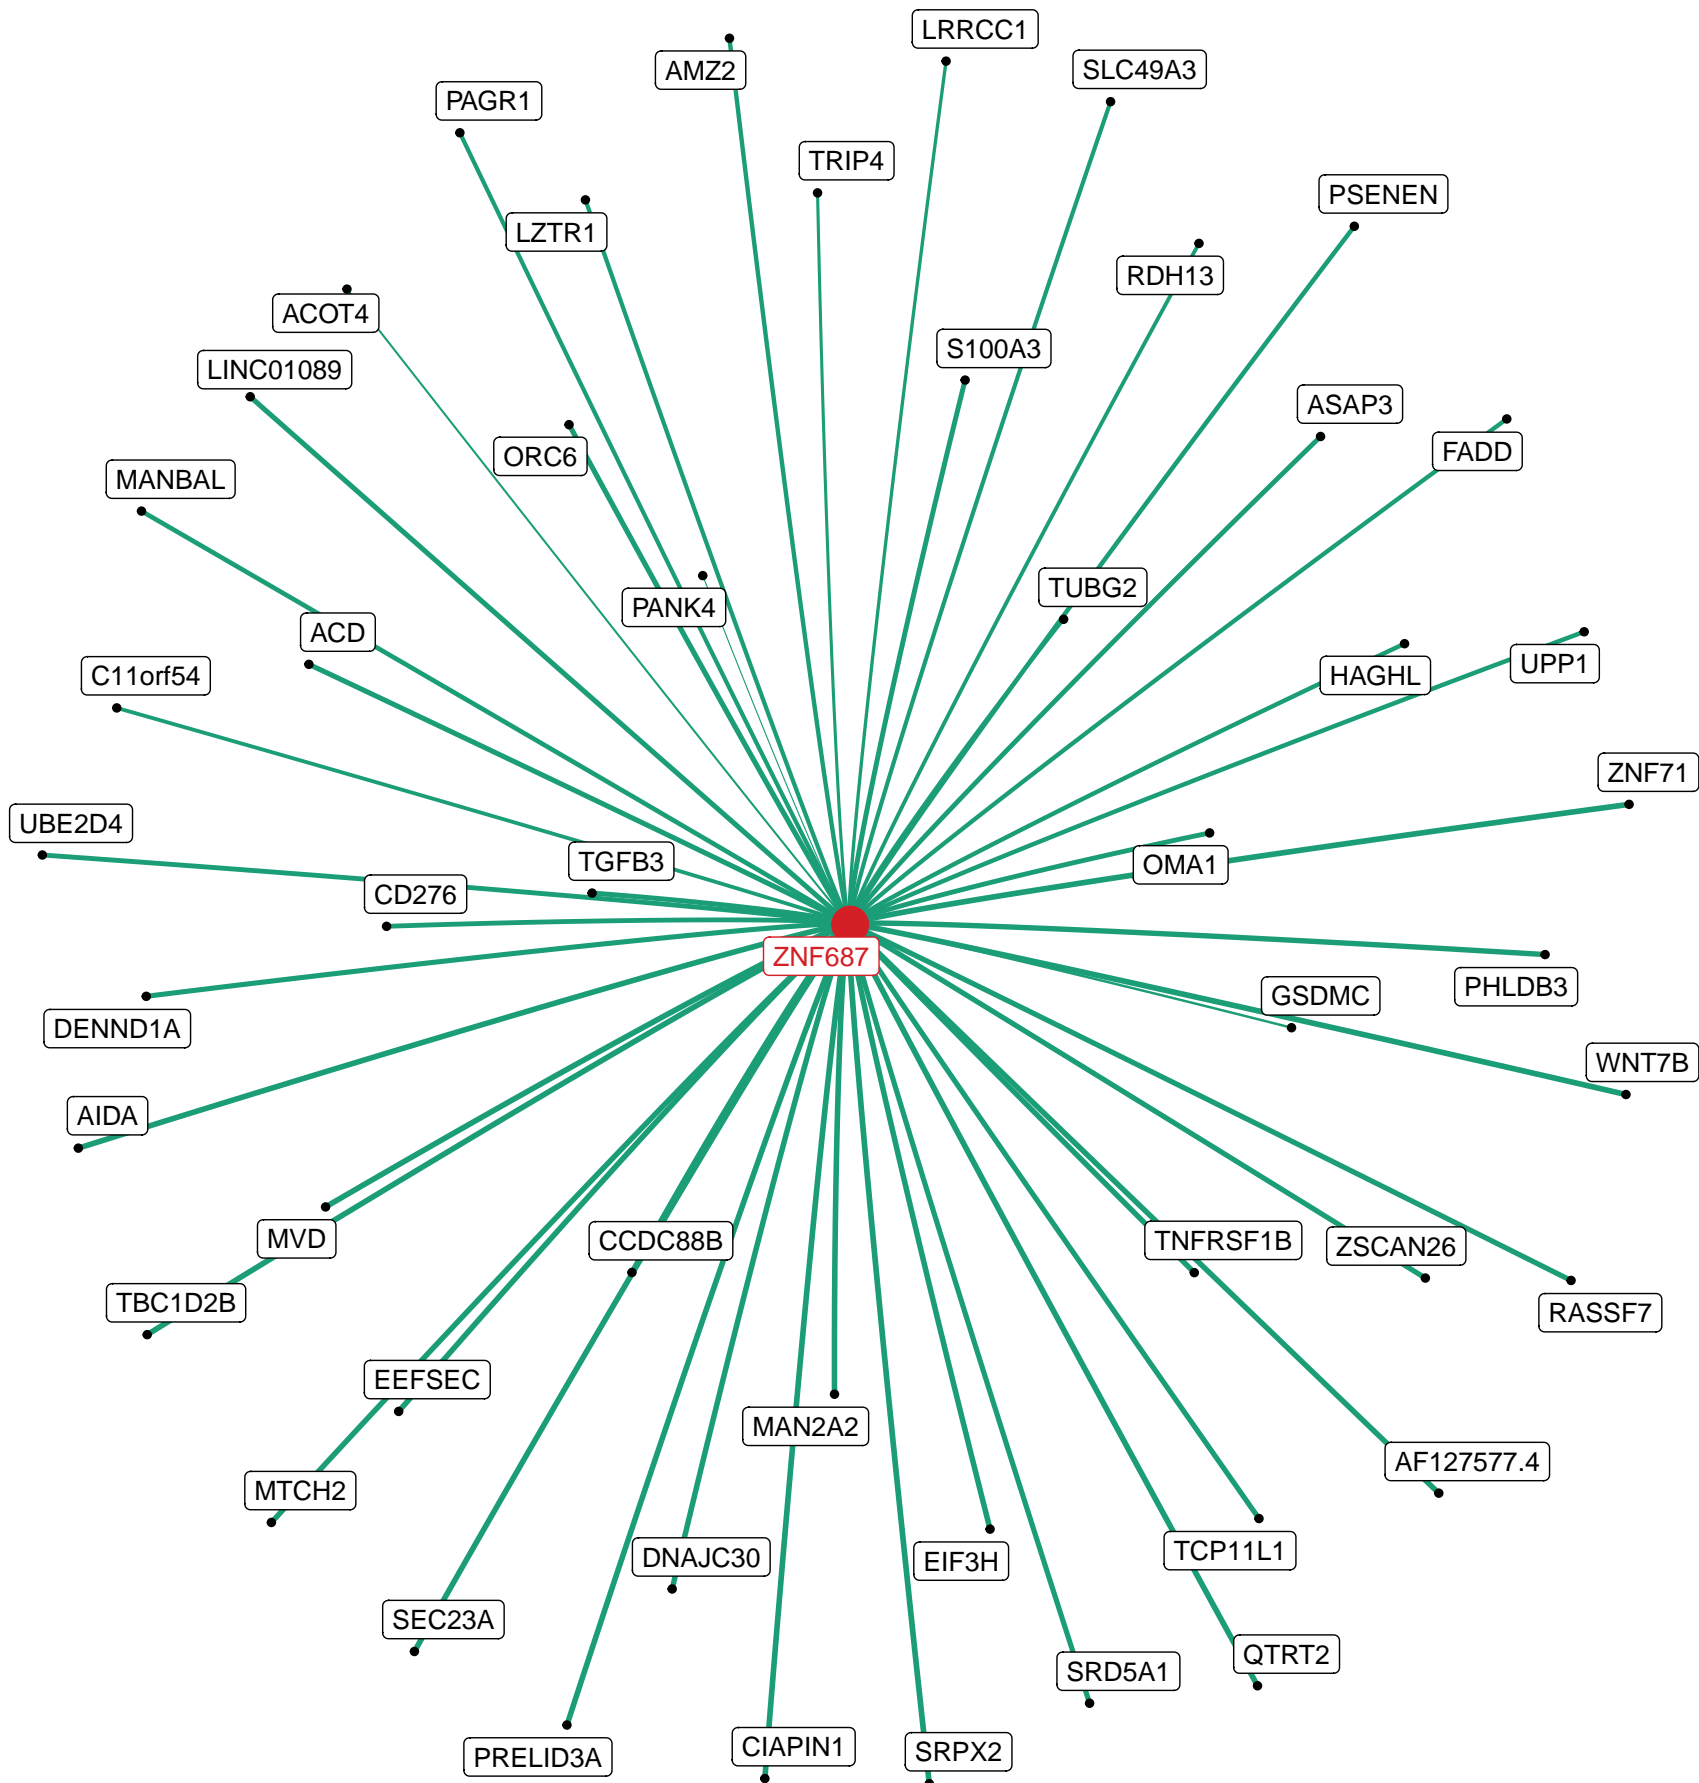 LRRCC1
AMZ2
SLC49A3
PAGR1
TRIP4
PSENEN
LZTR1
RDH13
ACOT4
S100A3
LINC01089
ASAP3
FADD
ORC6
MANBAL
TUBG2
PANK4
ACD
UPP1
C11orf54
HAGHL
ZNF71
UBE2D4
TGFB3
OMA1
CD276
ZNF687
PHLDB3
GSDMC
DENND1A
WNT7B
AIDA
MVD
CCDC88B
TNFRSF1B
ZSCAN26
TBC1D2B
RASSF7
EEFSEC
MAN2A2
AF127577.4
MTCH2
TCP11L1
DNAJC30
EIF3H
SEC23A
QTRT2
SRD5A1
CIAPIN1
SRPX2
PRELID3A